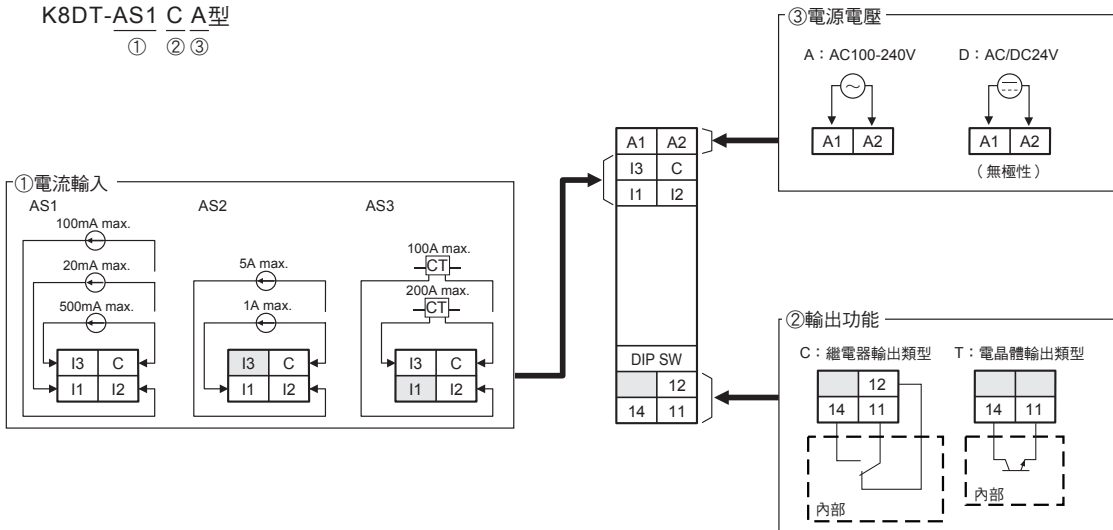 K8DT-AS1 C A型
① ② ③
③電源電壓
A：AC100-240V
D：AC/DC24V
A1 A2
A1 A2
（無極性）
A1 A2
I3 C
I1 I2
DIP SW
12
14 11
①電流輸入
AS1
AS2
AS3
100mA max.
20mA max.
500mA max.
I3 C
I1 I2
5A max.
1A max.
I3 C
I1 I2
100A max.
CT
200A max.
CT
I3 C
I1 I2
②輸出功能
C：繼電器輸出類型
T：電晶體輸出類型
12
14 11
內部
14 11
內部